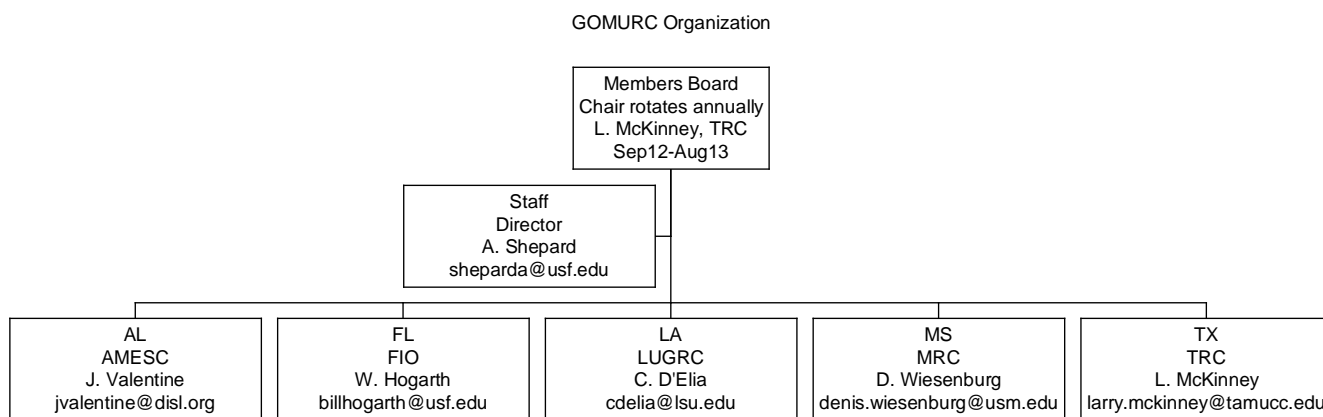 GOMURC Organization
Members Board
Chair rotates annually
L. McKinney, TRC
Sep12-Aug13
Staff
Director
A. Shepard
sheparda@usf.edu
AL
AMESC
J. Valentine
jvalentine@disl.org
FL
FIO
W. Hogarth
billhogarth@usf.edu
LA
LUGRC
C. D'Elia
cdelia@lsu.edu
MS
MRC
D. Wiesenburg
denis.wiesenburg@usm.edu
TX
TRC
L. McKinney
larry.mckinney@tamucc.edu